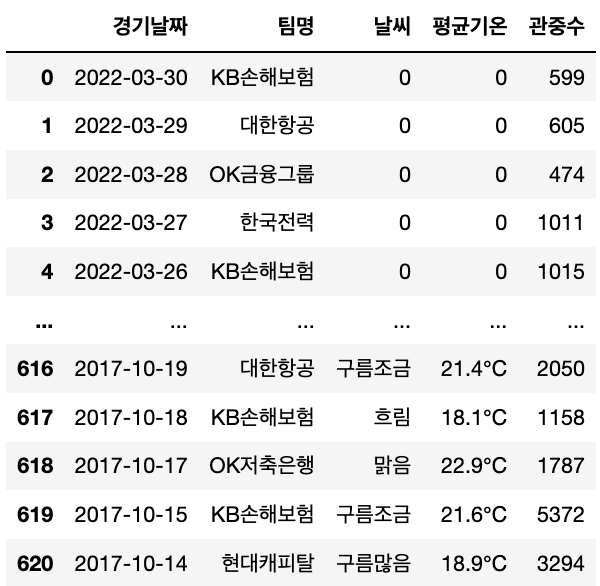 경기날짜 팀명 날씨 평균기온 관중수
0 2022-03-30 KB손해보험 0 0 599
1 2022-03-29 대한항공 0 0 605
2 2022-03-28 OK금융그룹 0 0 474
3 2022-03-27 한국전력 0 0 1011
4 2022-03-26 KB손해보험 0 0 1015
... ... ... ... ... ...
616 2017-10-19 대한항공 구름조금 21.4°C 2050
617 2017-10-18 KB손해보험 흐림 18.1°C 1158
618 2017-10-17 OK저축은행 맑음 22.9°C 1787
619 2017-10-15 KB손해보험 구름조금 21.6°C 5372
620 2017-10-14 현대캐피탈 구름많음 18.9°C 3294